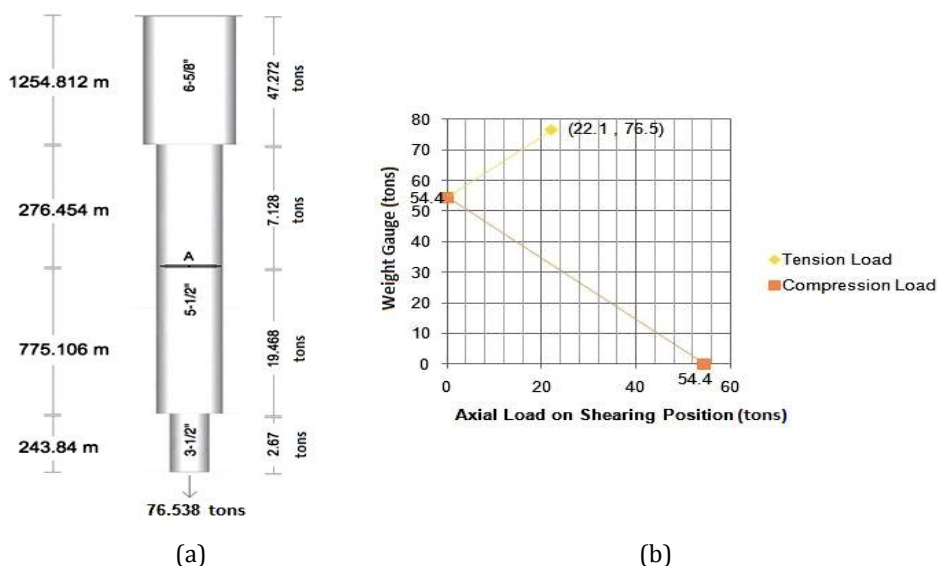 1254.812 m
6-5/8"
47.272
tons
276.454 m
7.128
tons
A
5-1/2"
775.106 m
19.468
tons
243.84 m
3-1/2"
2.67
tons
76.538 tons
(a)
80
70
60
50
40
30
20
10
0
54.4
Weight Gauge (tons)
(22.1 , 76.5)
0
20
40
60
54.4
Axial Load on Shearing Position (tons)
Tension Load
Compression Load
(b)